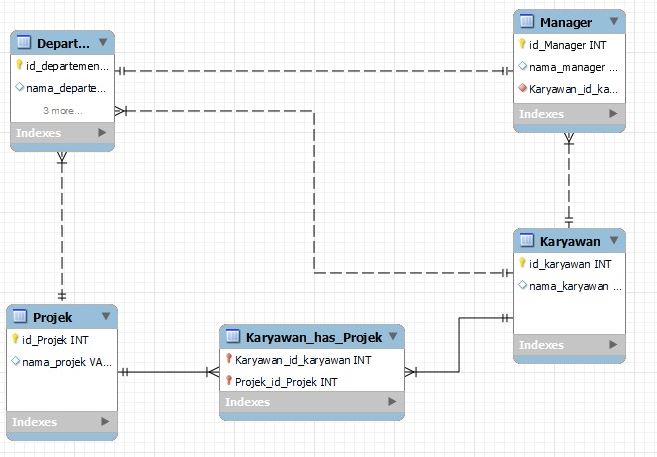 Depart...
id_departemen...
nama_departe...
3 more...
Indexes
Manager
id_Manager INT
nama_manager ...
Karyawan_id_ka...
Indexes
Karyawan
id_karyawan INT
nama_karyawan ...
Indexes
Projek
id_Projek INT
nama_projek VA...
Indexes
Karyawan_has_Projek
Karyawan_id_karyawan INT
Projek_id_Projek INT
Indexes